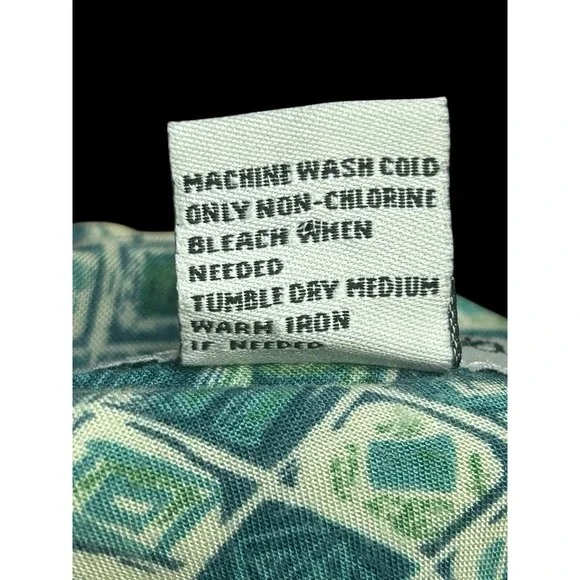 MACHINE WASH COLD
ONLY NON-CHLORINE
BLEACH WHEN
NEEDED
TUMBLE DRY MEDIUM
WARM IRON
IF NEEDED